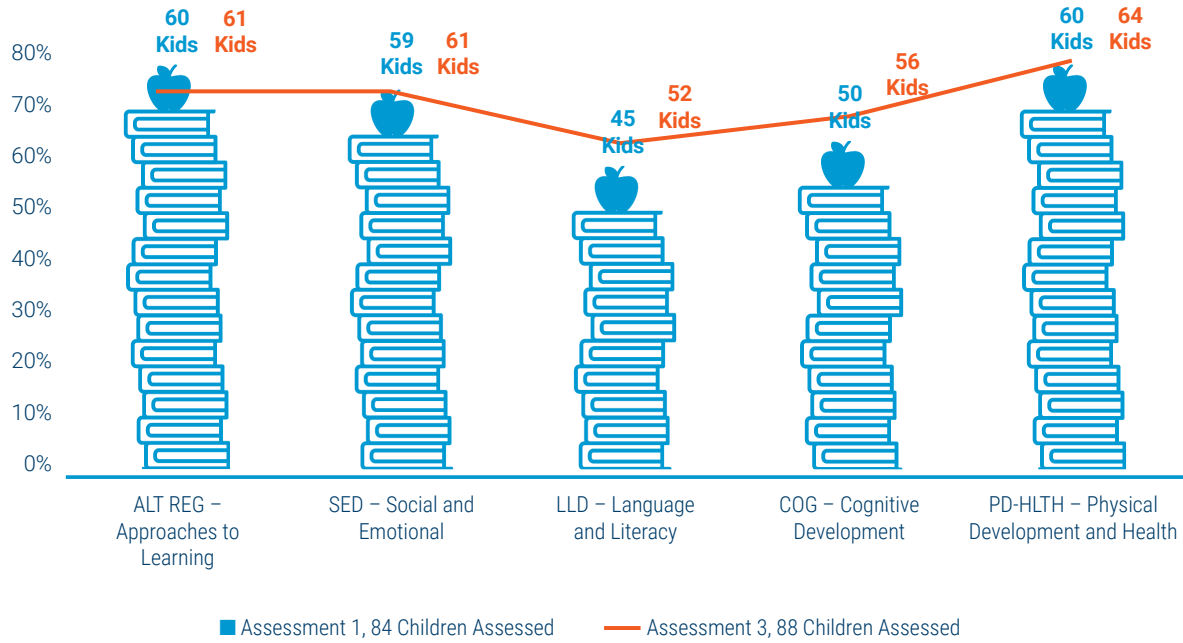 60 Kids
61 Kids
59 Kids
61 Kids
45 Kids
52 Kids
50 Kids
56 Kids
60 Kids
64 Kids
80%
70%
60%
50%
40%
30%
20%
10%
0%
ALT REG –
Approaches to
Learning
SED – Social and
Emotional
LLD – Language
and Literacy
COG – Cognitive
Development
PD-HLTH – Physical
Development and Health
Assessment 1, 84 Children Assessed
Assessment 3, 88 Children Assessed